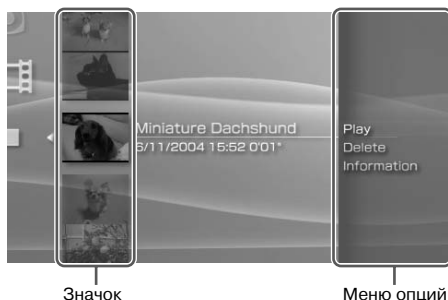 Miniature Dachshund
6/11/2004 15:52 0'01"
Play
Delete
Information
Значок
Меню опций